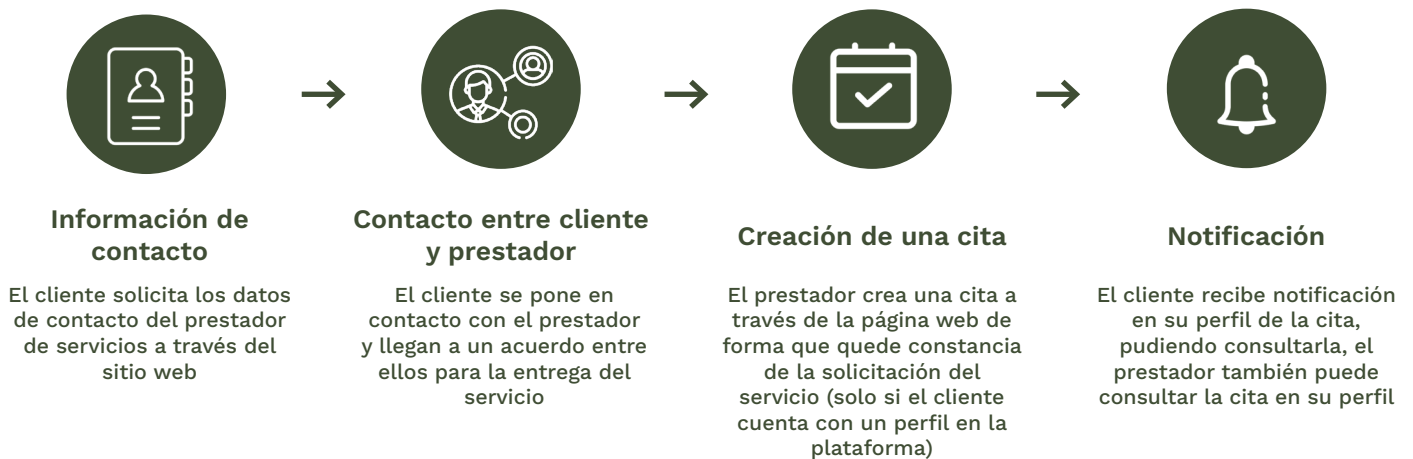 Información de
contacto
El cliente solicita los datos
de contacto del prestador
de servicios a través del
sitio web
Contacto entre cliente
y prestador
El cliente se pone en
contacto con el prestador
y llegan a un acuerdo entre
ellos para la entrega del
servicio
Creación de una cita
El prestador crea una cita a
través de la página web de
forma que quede constancia
de la solicitación del
servicio (solo si el cliente
cuenta con un perfil en la
plataforma)
Notificación
El cliente recibe notificación
en su perfil de la cita,
pudiendo consultarla, el
prestador también puede
consultar la cita en su perfil